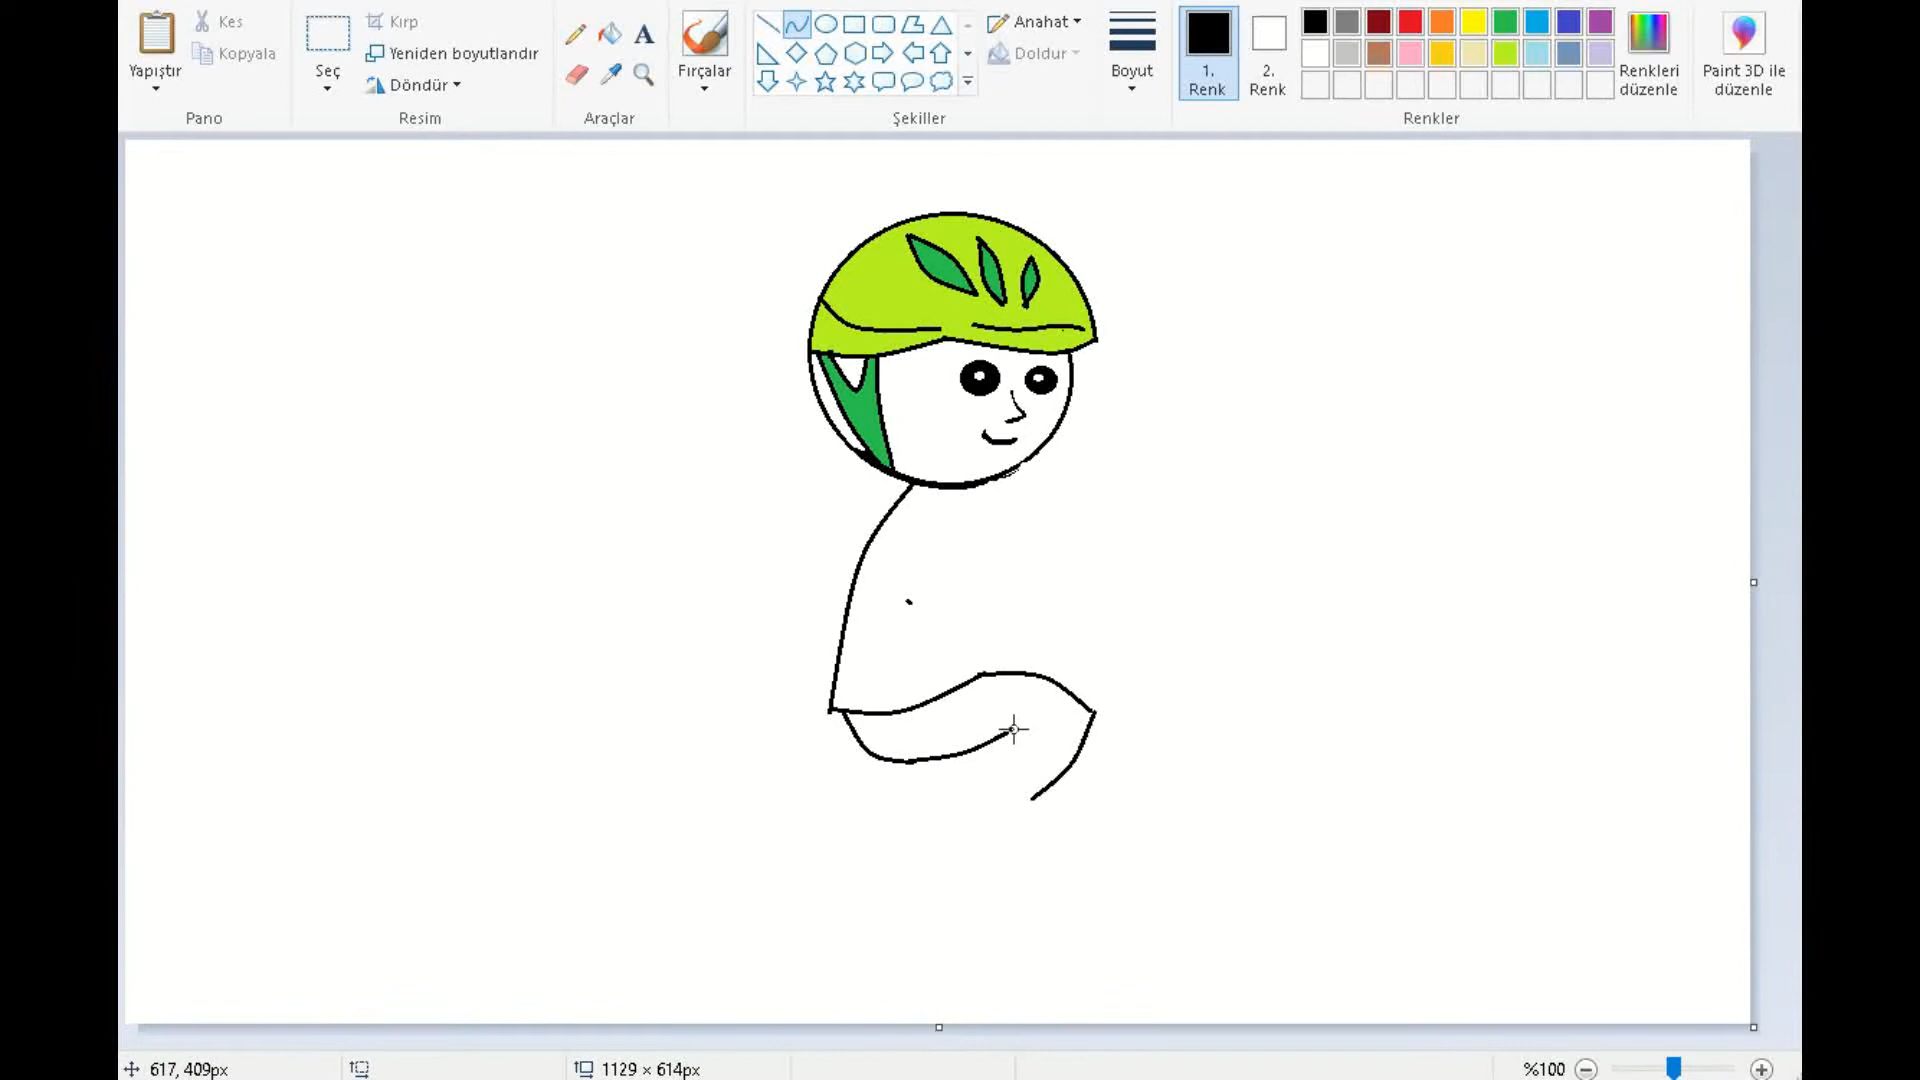 Yapıştır
Pano
Kes
Kopyala
Seç
Kırp
Yeniden boyutlandır
Döndür
Resim
A
Araçlar
Fırçalar
Şekiller
Anahat
Doldur
Boyut
1.
Renk
2.
Renk
Renkler
Renkleri
düzenle
Paint 3D ile
düzenle
617, 409px
1129 × 614px
%100